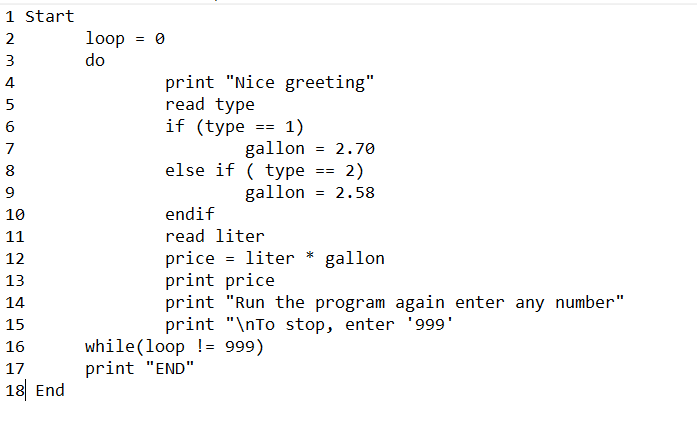 1 Start
2 loop = 0
3 do
4 print "Nice greeting"
5 read type
6 if (type == 1)
7 gallon = 2.70
8 else if ( type == 2)
9 gallon = 2.58
10 endif
11 read liter
12 price = liter * gallon
13 print price
14 print "Run the program again enter any number"
15 print "\nTo stop, enter '999'
16 while(loop != 999)
17 print "END"
18 End